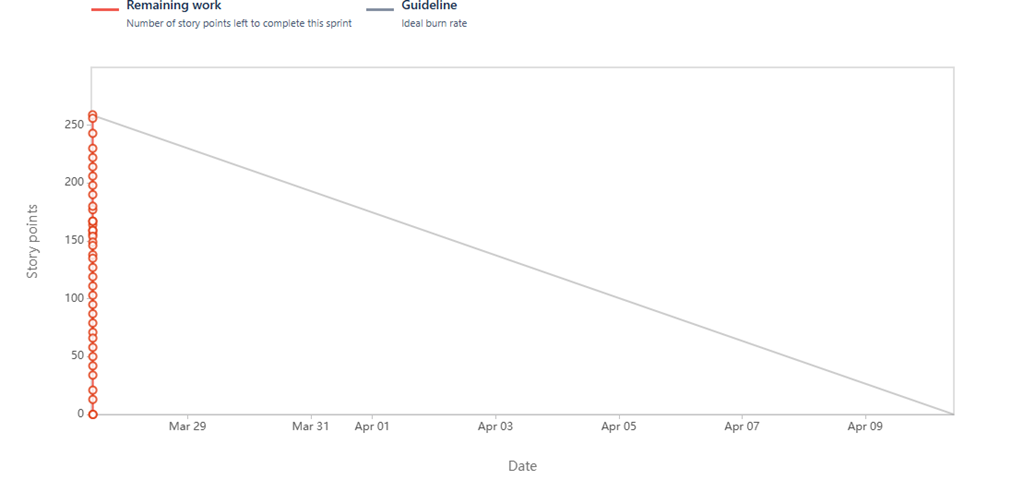 Remaining work
Number of story points left to complete this sprint
Guideline
Ideal burn rate
Story points
250
200
150
100
50
0
Mar 29
Mar 31
Apr 01
Apr 03
Apr 05
Apr 07
Apr 09
Date